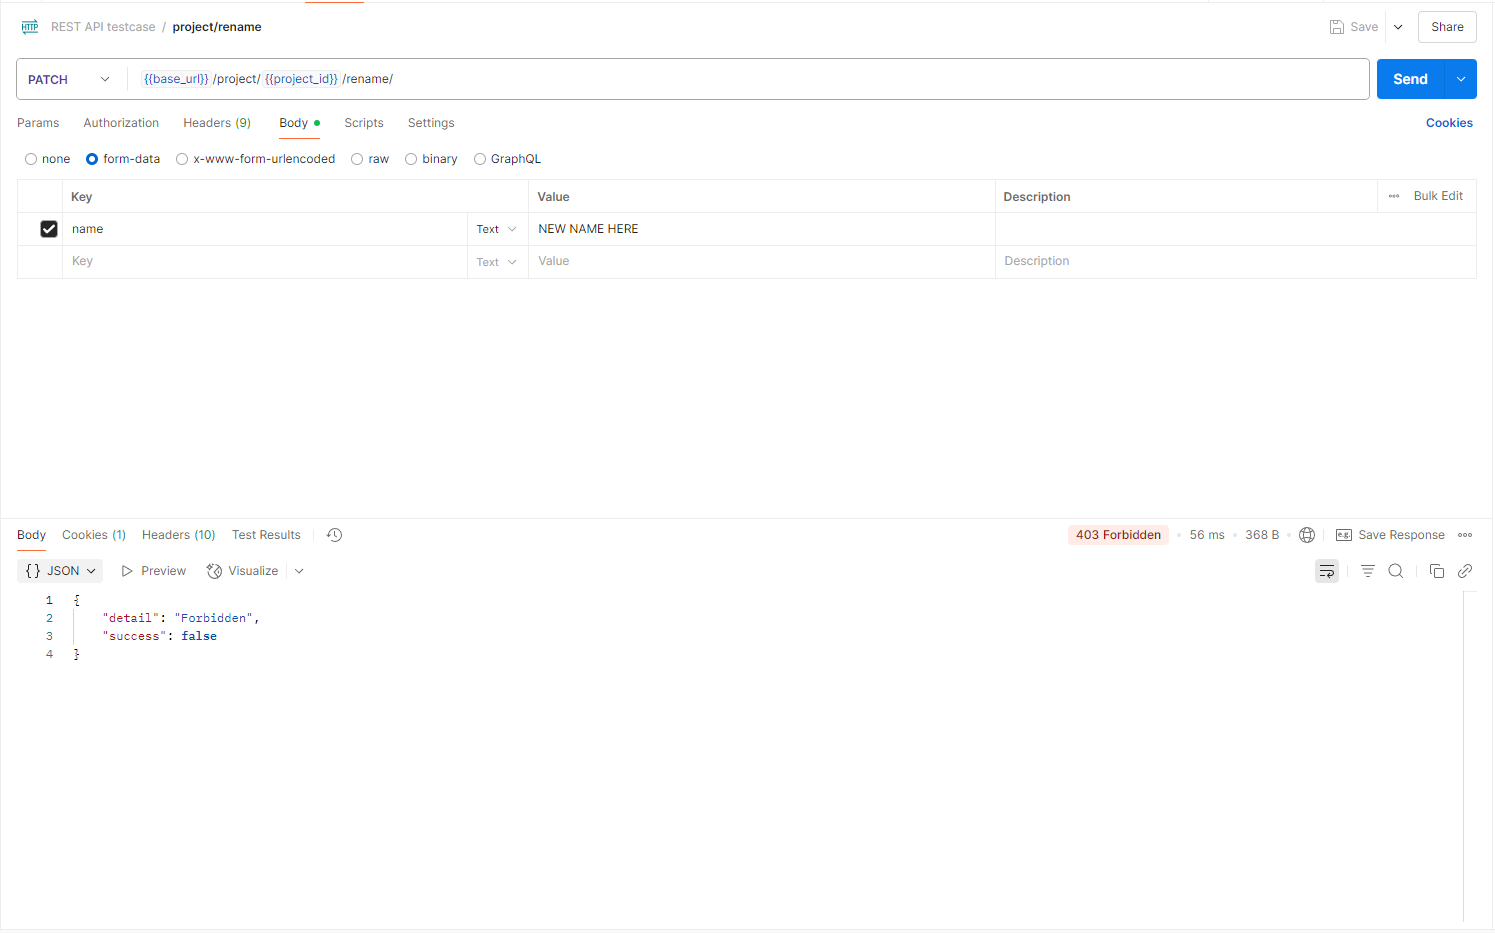 HTTP REST API testcase / project/rename Save Share
PATCH {{base_url}} /project/ {{project_id}} /rename/ Send
Params Authorization Headers (9) Body Scripts Settings Cookies
none form-data x-www-form-urlencoded raw binary GraphQL
Key Value Description Bulk Edit
name Text NEW NAME HERE
Key Text Value Description
Body Cookies (1) Headers (10) Test Results 403 Forbidden 56 ms 368 B e.g. Save Response
{} JSON Preview Visualize
1 {
2 "detail": "Forbidden",
3 "success": false
4 }